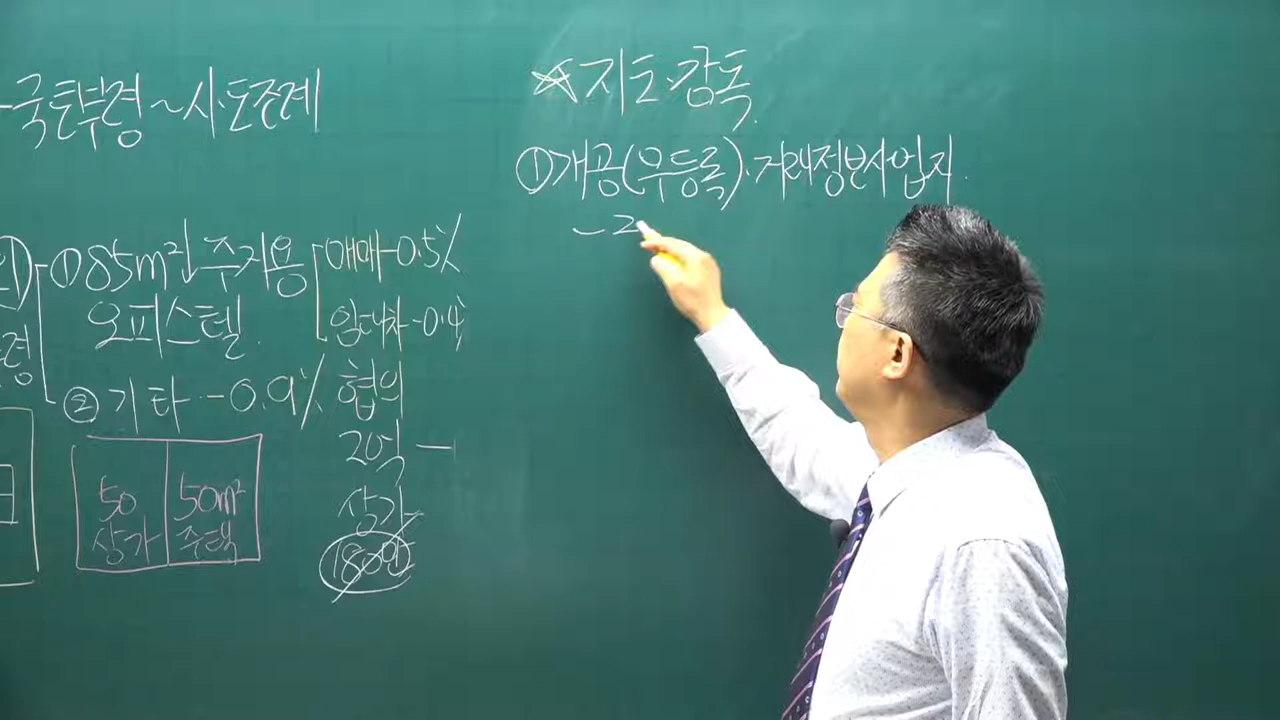 국토부령~시·도조례
① 85m² 주거용
오피스텔.
매매-0.5%
임대차-0.4%
② 기타-0.9%
협의
20억 —
상가
1800만
50
상가
50m²
주택
☆지도·감독.
①개공(무등록)·거래정보사업자.
- 2